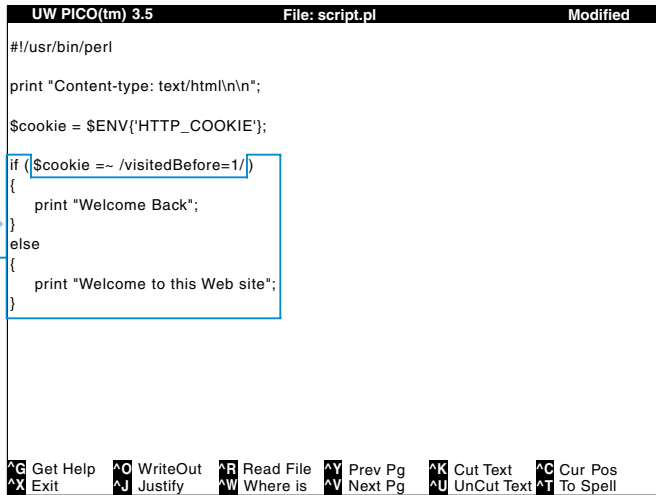 UW PICO(tm) 3.5 File: script.pl Modified
#!/usr/bin/perl
print "Content-type: text/html\n\n";
$cookie = $ENV{'HTTP_COOKIE'};
if ( $cookie =~ /visitedBefore=1/ )
{
print "Welcome Back";
}
else
{
print "Welcome to this Web site";
}
^G Get Help ^O WriteOut ^R Read File ^Y Prev Pg ^K Cut Text ^C Cur Pos
^X Exit ^J Justify ^W Where is ^V Next Pg ^U UnCut Text ^T To Spell